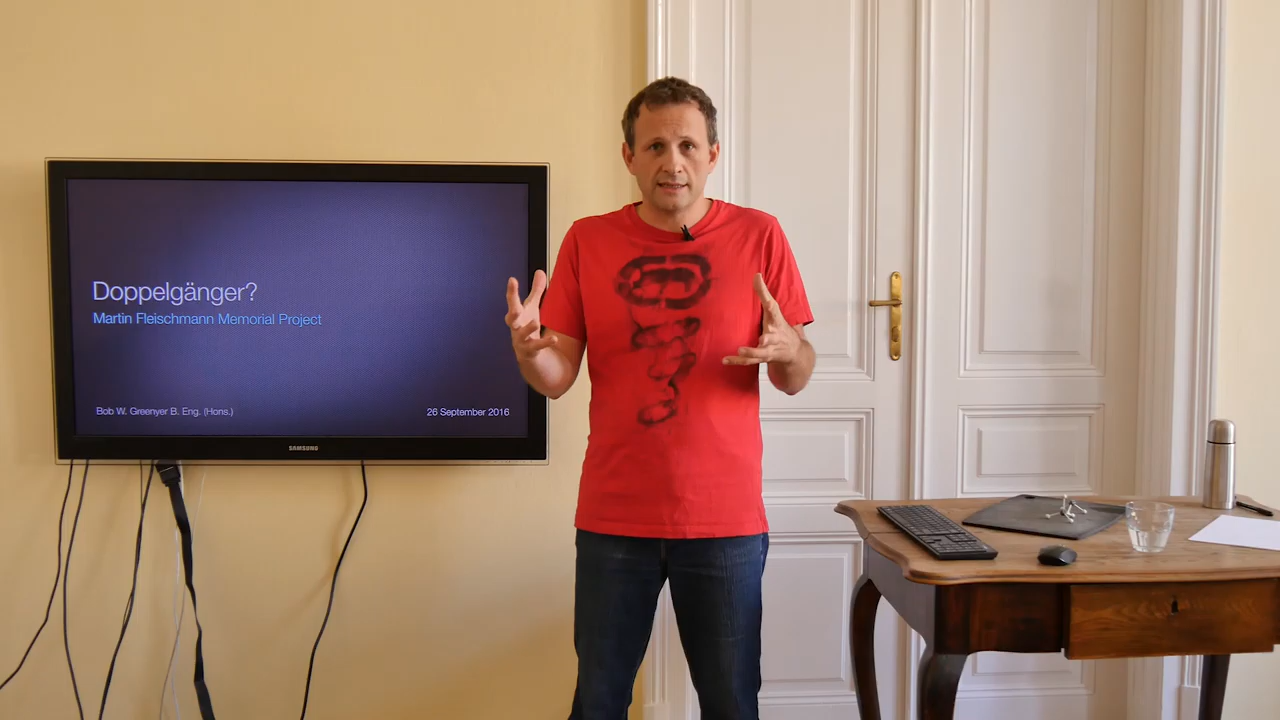 Doppelgänger?
Martin Fleischmann Memorial Project
Bob W. Greenyer B. Eng. (Hons.)
26 September 2016
SAMSUNG